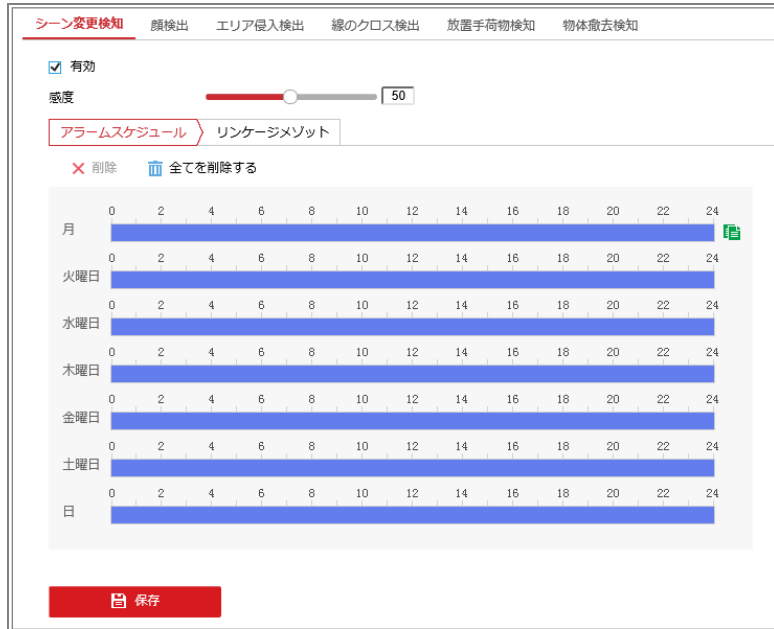 シーン変更検知 顔検出 エリア侵入検出 線のクロス検出 放置手荷物検知 物体撤去検知
有効
感度 50
アラームスケジュール リンケージメゾット
削除 全てを削除する
0 2 4 6 8 10 12 14 16 18 20 22 24
月
0 2 4 6 8 10 12 14 16 18 20 22 24
火曜日
0 2 4 6 8 10 12 14 16 18 20 22 24
水曜日
0 2 4 6 8 10 12 14 16 18 20 22 24
木曜日
0 2 4 6 8 10 12 14 16 18 20 22 24
金曜日
0 2 4 6 8 10 12 14 16 18 20 22 24
土曜日
0 2 4 6 8 10 12 14 16 18 20 22 24
日
保存